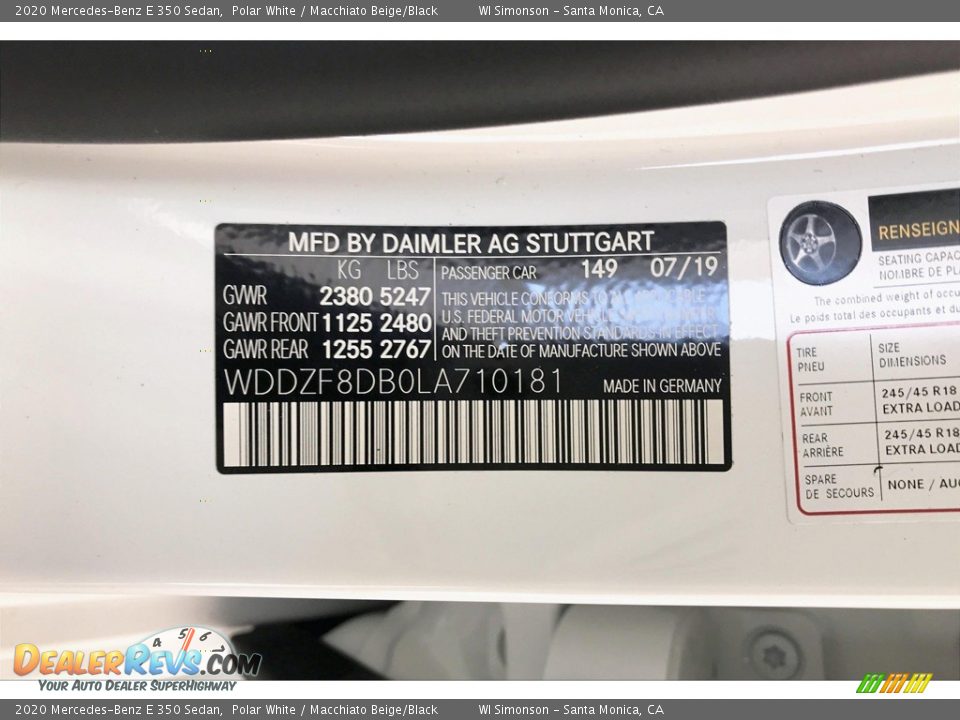 2020 Mercedes-Benz E 350 Sedan, Polar White / Macchiato Beige/Black WI Simonson - Santa Monica, CA
MFD BY DAIMLER AG STUTTGART
KG LBS
GVWR 2380 5247
GAWR FRONT 1125 2480
GAWR REAR 1255 2767
PASSENGER CAR 149 07/19
THIS VEHICLE CONFORMS TO ALL APPLICABLE
U.S. FEDERAL MOTOR VEHICLE
AND THEFT PREVENTION STANDARDS IN EFFECT
ON THE DATE OF MANUFACTURE SHOWN ABOVE
WDDZF8DB0LA710181 MADE IN GERMANY
RENSEIGN
SEATING CAPAC
NOMBRE DE PLA
The combined weight of occu
Le poids total des occupants et du
TIRE SIZE
PNEU DIMENSIONS
FRONT 245/45 R18
AVANT EXTRA LOAD
REAR 245/45 R18
ARRIÈRE EXTRA LOAD
SPARE NONE / AUC
DE SECOURS
4 5 6
DEALERREVS.COM
YOUR AUTO DEALER SUPERHIGHWAY
2020 Mercedes-Benz E 350 Sedan, Polar White / Macchiato Beige/Black WI Simonson - Santa Monica, CA